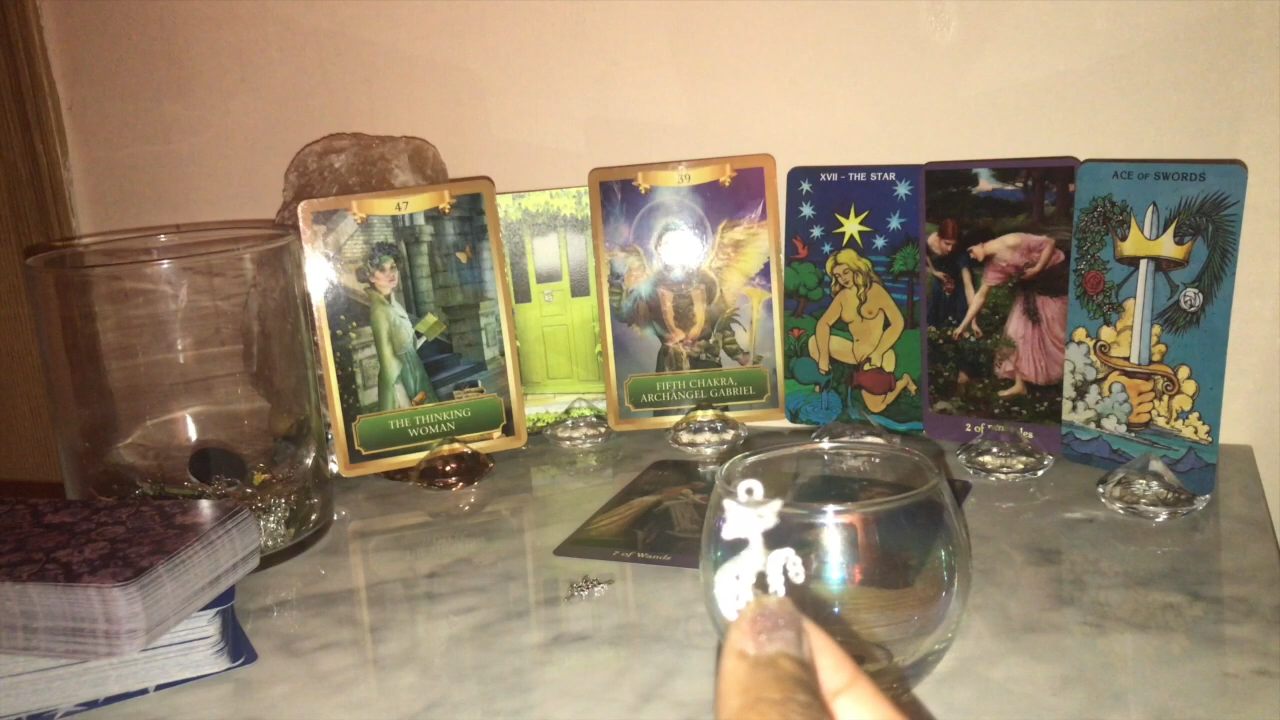 47
THE THINKING
WOMAN
39
FIFTH CHAKRA,
ARCHANGEL GABRIEL
XVII - THE STAR
2 of
ACE OF SWORDS
7 of Wands